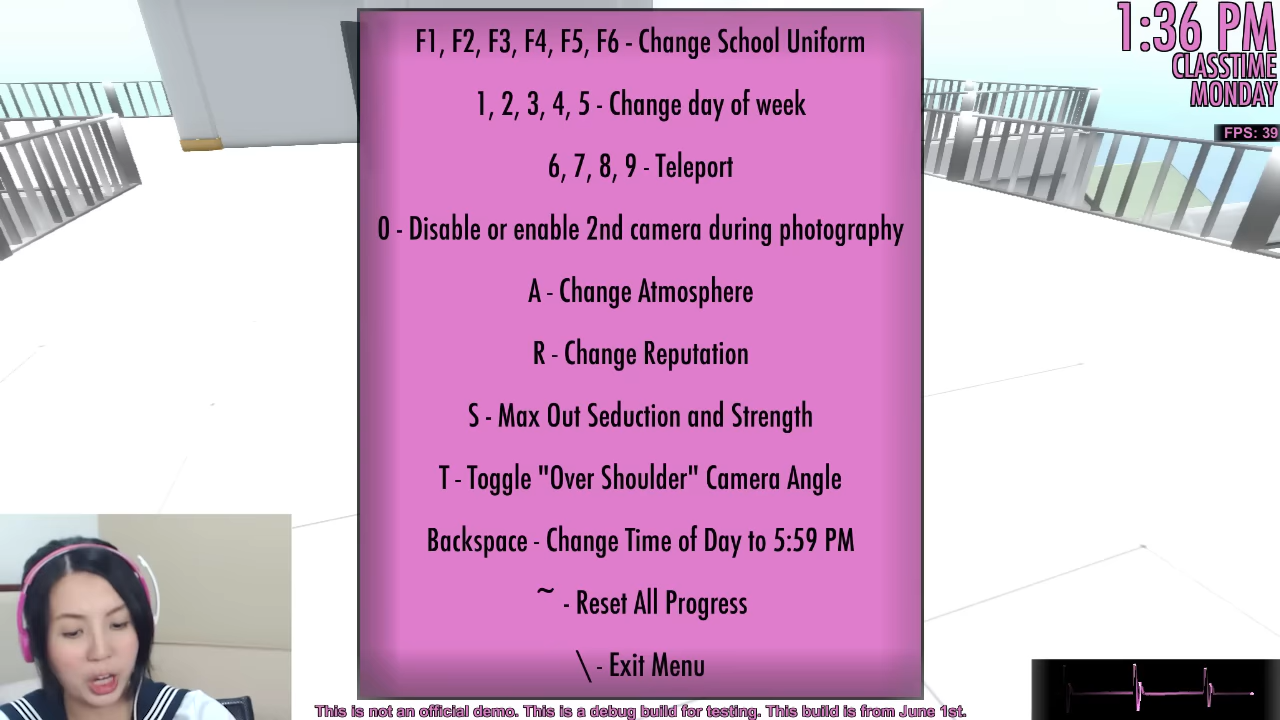 F1, F2, F3, F4, F5, F6 - Change School Uniform
1, 2, 3, 4, 5 - Change day of week
6, 7, 8, 9 - Teleport
0 - Disable or enable 2nd camera during photography
A - Change Atmosphere
R - Change Reputation
S - Max Out Seduction and Strength
T - Toggle "Over Shoulder" Camera Angle
Backspace - Change Time of Day to 5:59 PM
~ - Reset All Progress
\ - Exit Menu
1:36 PM
CLASSTIME
MONDAY
FPS: 39
This is not an official demo. This is a debug build for testing. This build is from June 1st.